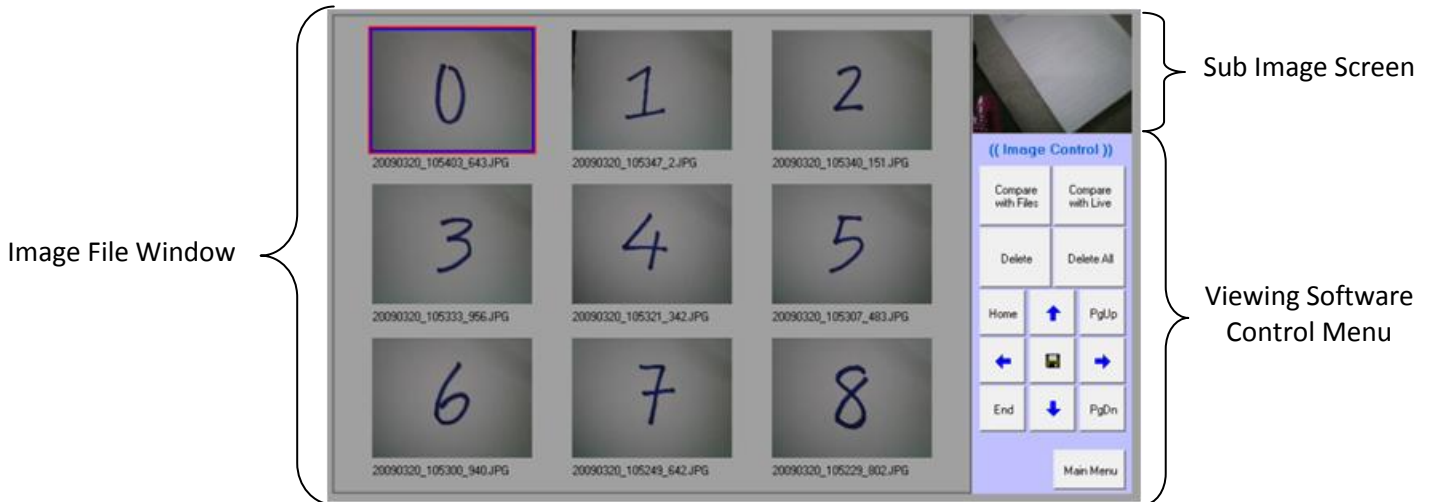 0
1
2
20090320_105403_643.JPG
20090320_105347_2.JPG
20090320_105340_151.JPG
3
4
5
20090320_105333_956.JPG
20090320_105321_342.JPG
20090320_105307_483.JPG
6
7
8
20090320_105300_940.JPG
20090320_105249_642.JPG
20090320_105229_802.JPG
Image File Window
Sub Image Screen
(( Image Control ))
Compare
with Files
Compare
with Live
Delete
Delete All
Home
PgUp
End
PgDn
Main Menu
Viewing Software
Control Menu